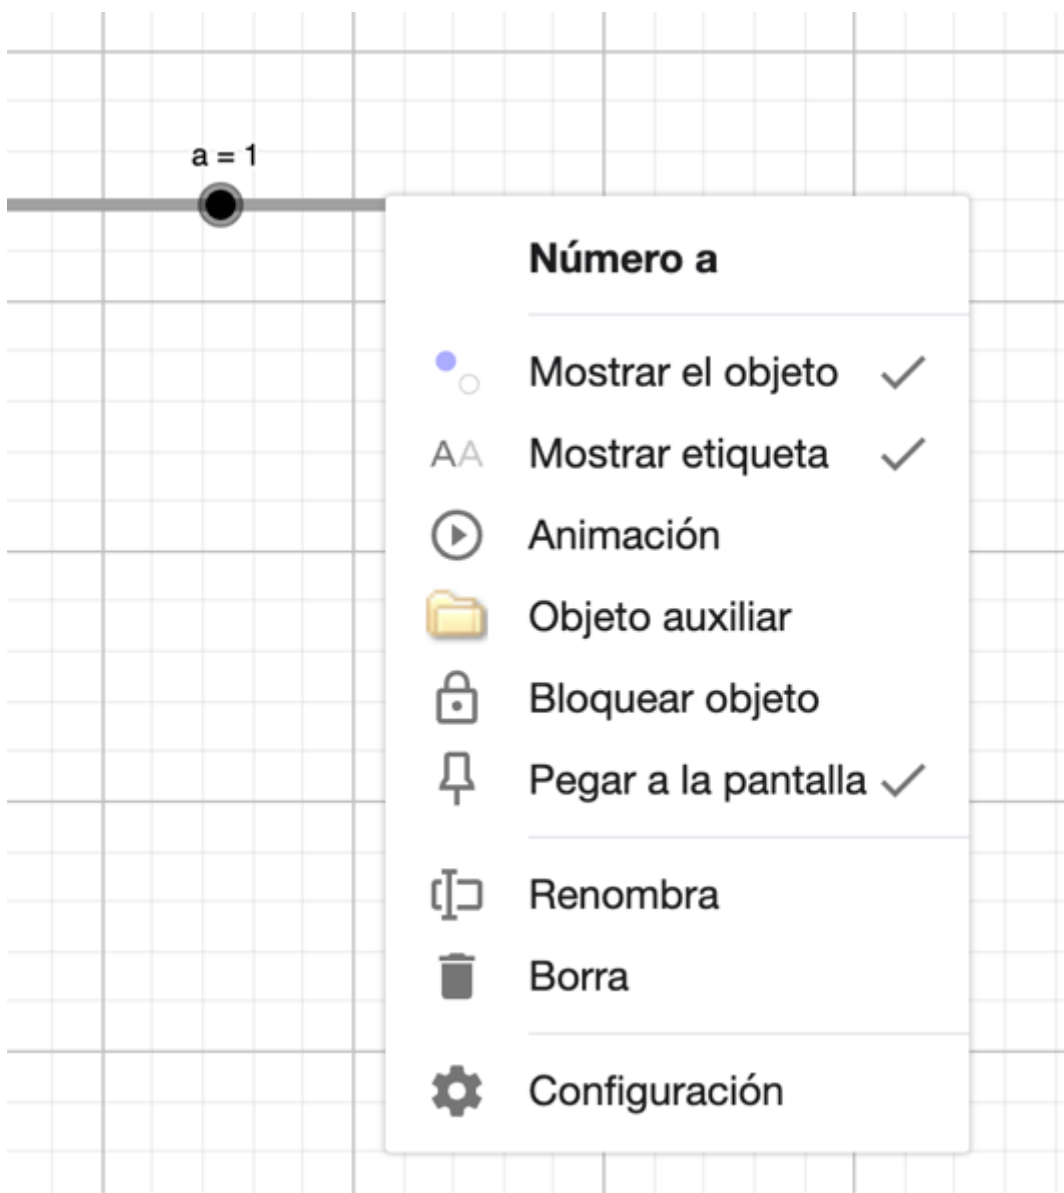 a = 1
Número a
Mostrar el objeto
AA Mostrar etiqueta
Animación
Objeto auxiliar
Bloquear objeto
Pegar a la pantalla
Renombra
Borra
Configuración